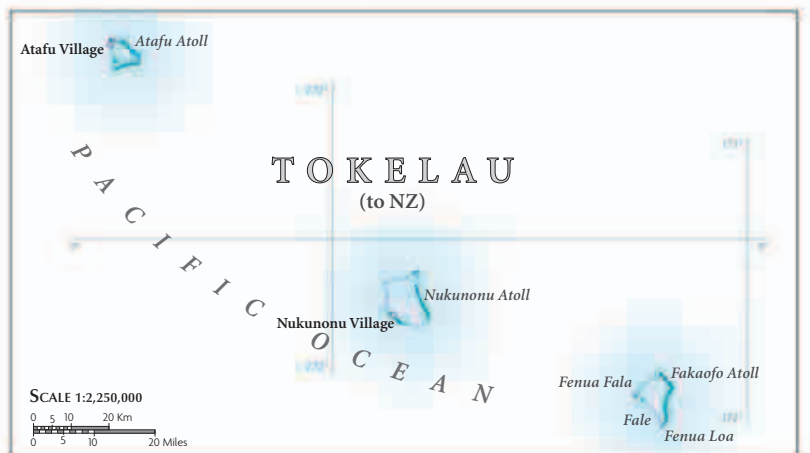 Atafu Village
Atafu Atoll
PACIFIC OCEAN
TOKELAU
(to NZ)
Nukunonu Atoll
Nukunonu Village
Fenua Fala
Fakaofo Atoll
Fale
Fenua Loa
SCALE 1:2,250,000
0 5 10 20 Km
0 5 10 20 Miles